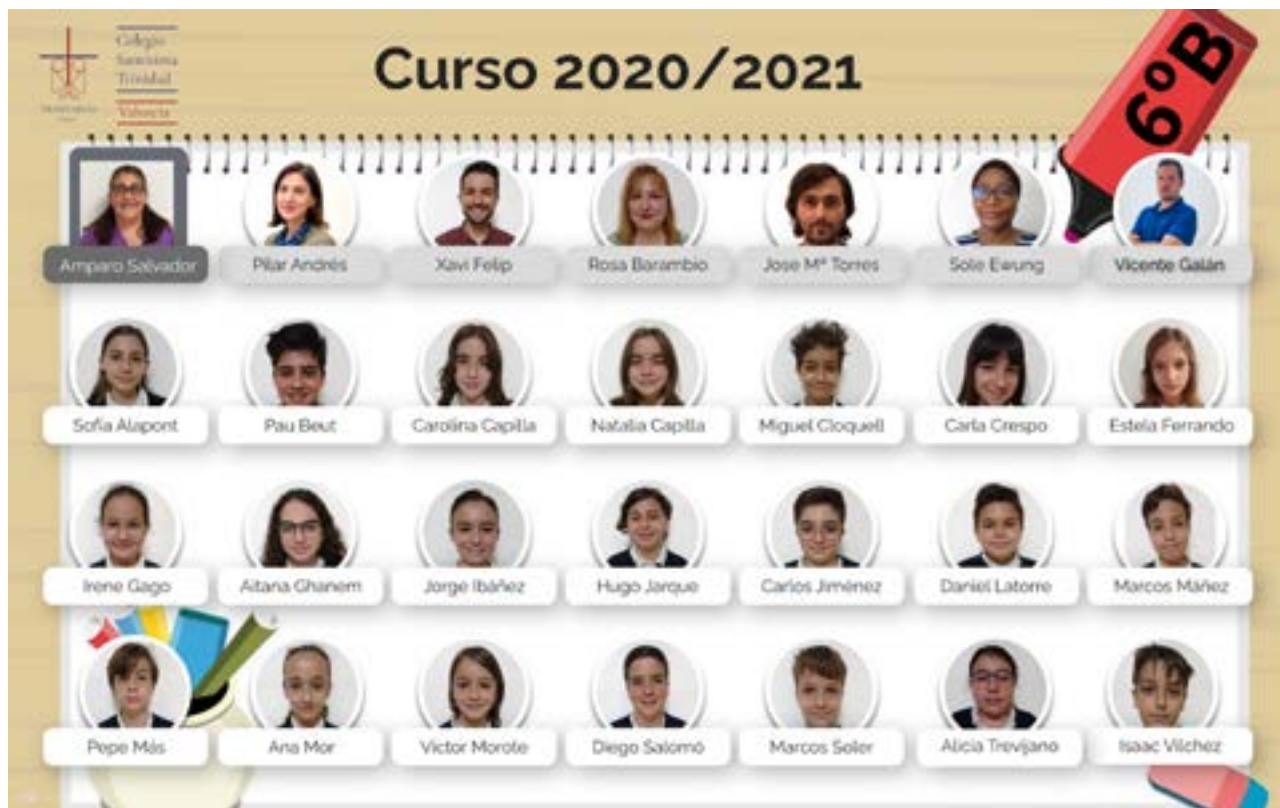 Colegio
Santísima
Trinidad
Valencia
Curso 2020/2021
6º B
Amparo Salvador
Pilar Andrés
Xavi Felip
Rosa Barambio
Jose Mª Torres
Sole Ewung
Vicente Galán
Sofia Alapont
Pau Beut
Carolina Capilla
Natalia Capilla
Miguel Cloquell
Carla Crespo
Estela Ferrando
Irene Gago
Aitana Ghanem
Jorge Ibáñez
Hugo Jarque
Carlos Jiménez
Daniel Latorre
Marcos Máñez
Pepe Más
Ana Mor
Victor Morote
Diego Salomó
Marcos Soler
Alicia Trevijano
Isaac Vilchez